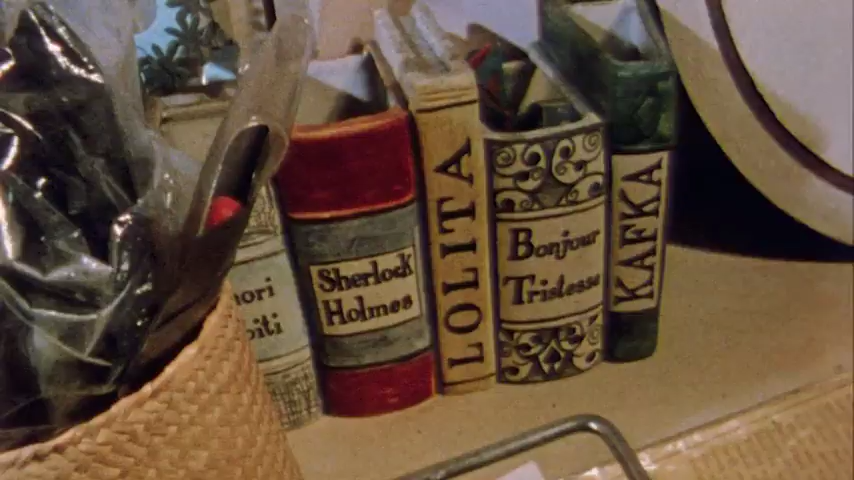 Sherlock
Holmes
LOLITA
Bonjour
Tristesse
KAFKA